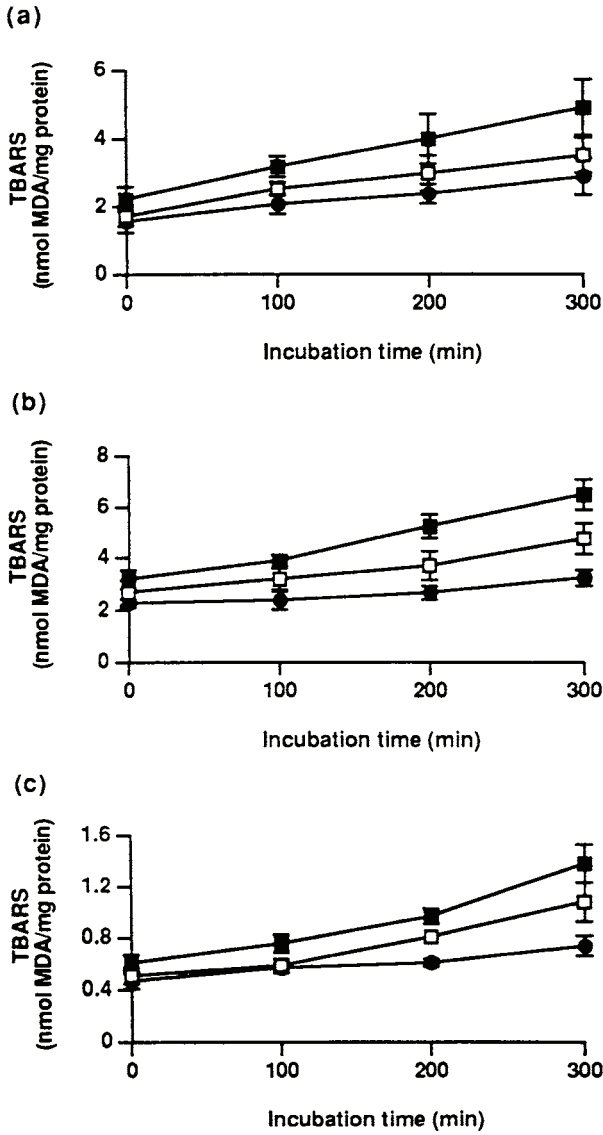 (a)
TBARS
(nmol MDA/mg protein)
6
4
2
0
0 100 200 300
Incubation time (min)
(b)
TBARS
(nmol MDA/mg protein)
8
6
4
2
0
0 100 200 300
Incubation time (min)
(c)
TBARS
(nmol MDA/mg protein)
1.6
1.2
0.8
0.4
0
0 100 200 300
Incubation time (min)